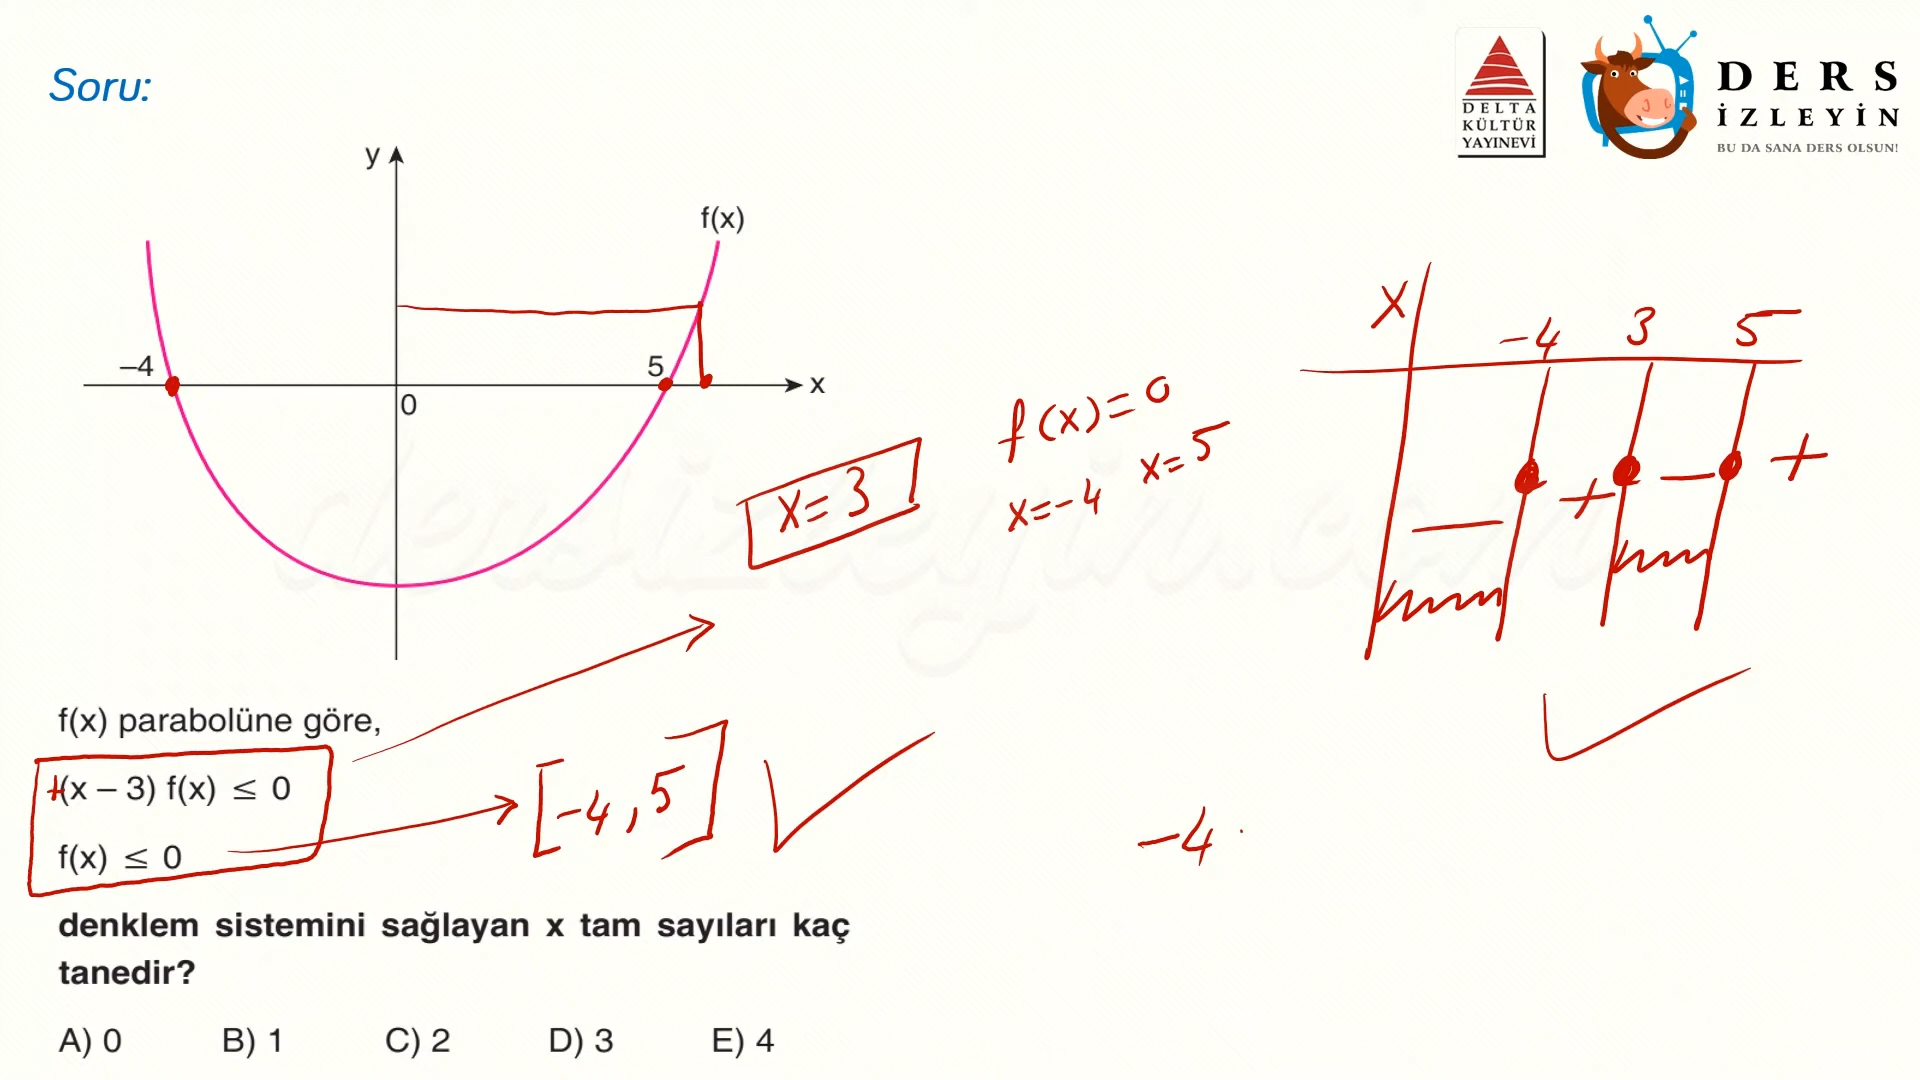 Soru:
DELTA
KÜLTÜR
YAYINEVİ
DERS
İZLEYİN
BU DA SANA DERS OLSUN!
y
f(x)
–4
5
x
0
x=3
f(x)=0
x=-4 x=5
X -4 3 5
- + - +
dersizleyin.com
f(x) parabolüne göre,
+(x – 3) f(x) ≤ 0
f(x) ≤ 0
[-4,5]
-4
denklem sistemini sağlayan x tam sayıları kaç
tanedir?
A) 0 B) 1 C) 2 D) 3 E) 4